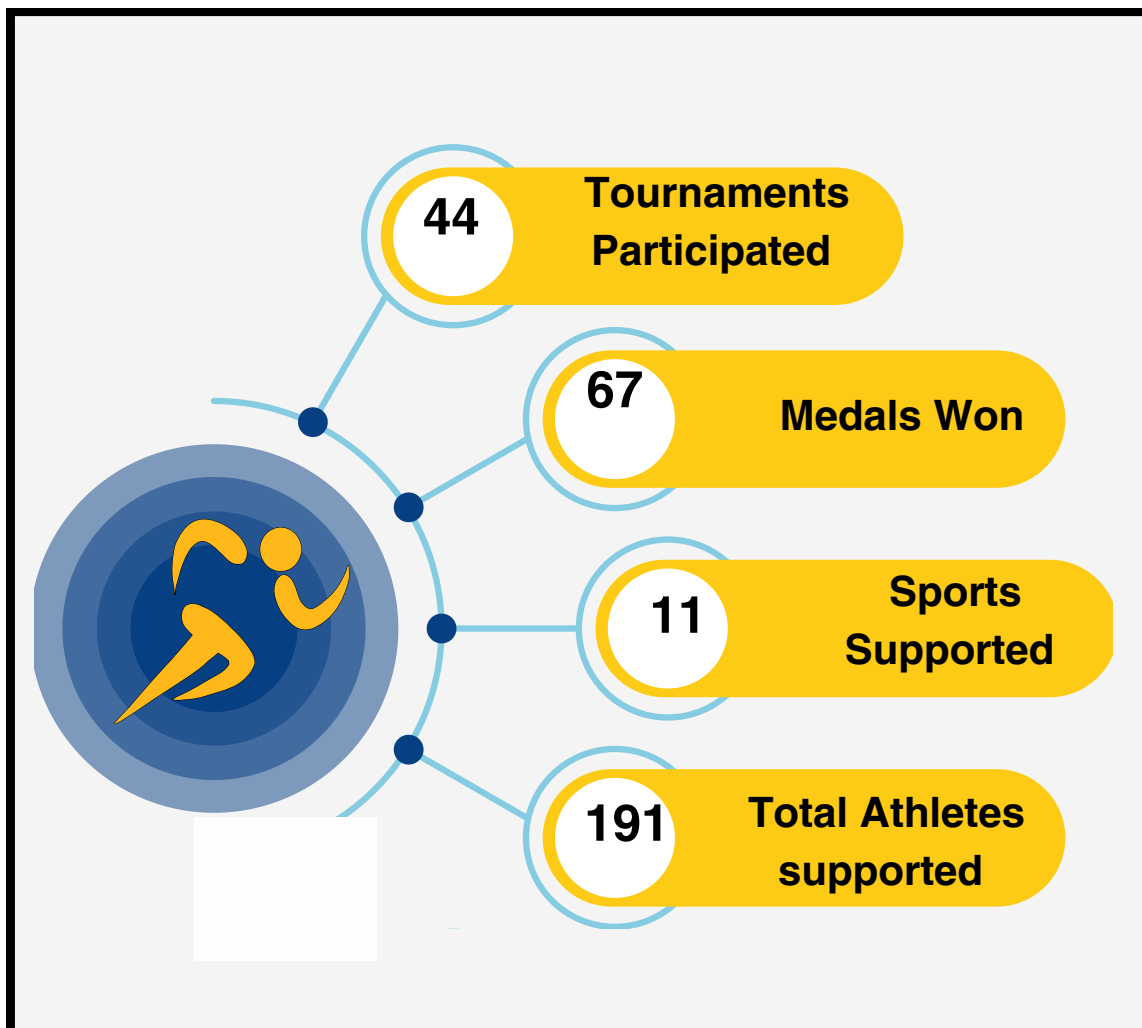 44
Tournaments
Participated
67
Medals Won
11
Sports
Supported
191
Total Athletes
supported